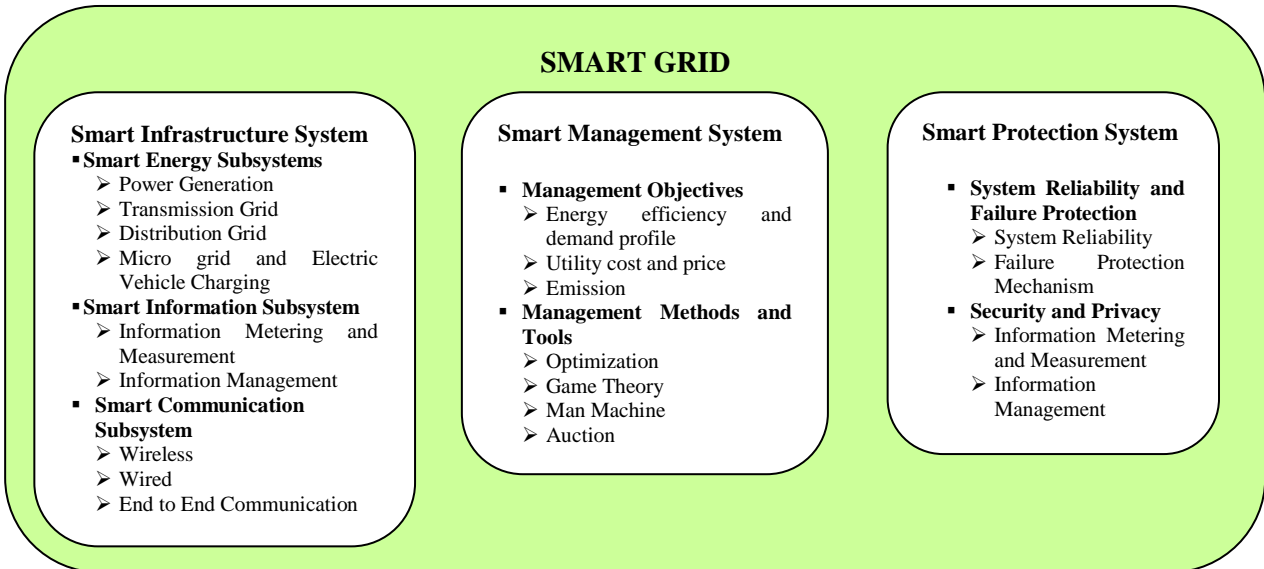 SMART GRID
Smart Infrastructure System
▪ Smart Energy Subsystems
➢ Power Generation
➢ Transmission Grid
➢ Distribution Grid
➢ Micro grid and Electric
Vehicle Charging
▪ Smart Information Subsystem
➢ Information Metering and
Measurement
➢ Information Management
▪ Smart Communication
Subsystem
➢ Wireless
➢ Wired
➢ End to End Communication
Smart Management System
▪ Management Objectives
➢ Energy efficiency and
demand profile
➢ Utility cost and price
➢ Emission
▪ Management Methods and
Tools
➢ Optimization
➢ Game Theory
➢ Man Machine
➢ Auction
Smart Protection System
▪ System Reliability and
Failure Protection
➢ System Reliability
➢ Failure Protection
Mechanism
▪ Security and Privacy
➢ Information Metering
and Measurement
➢ Information
Management